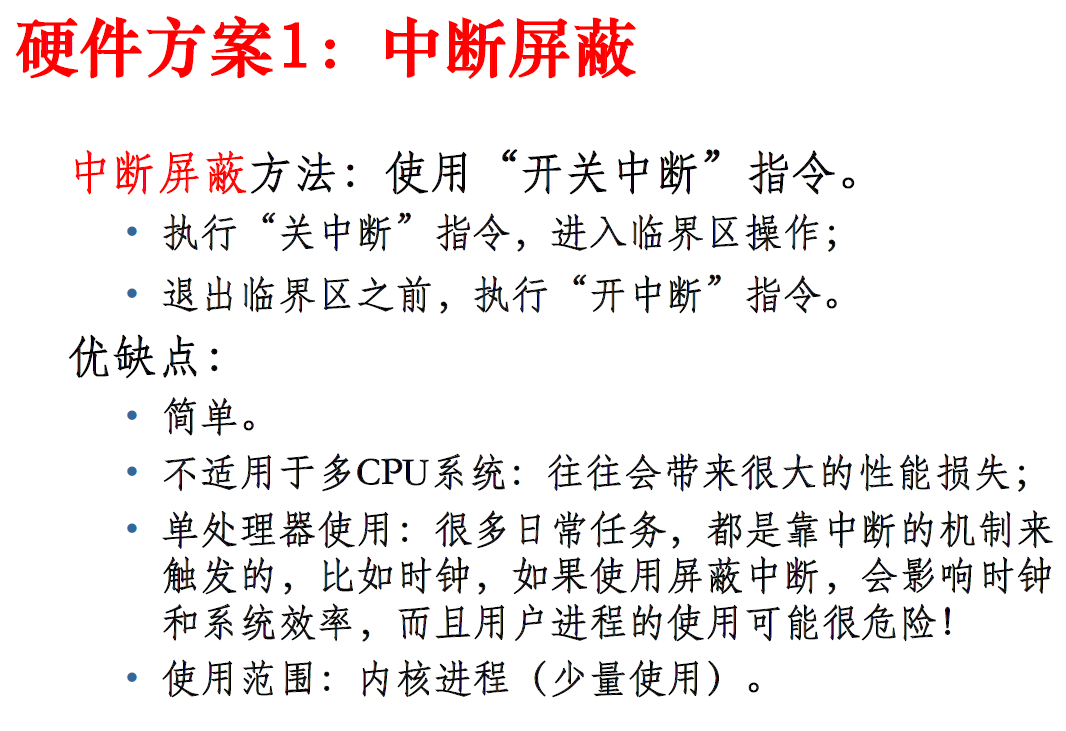 硬件方案1：中断屏蔽
中断屏蔽方法：使用“开关中断”指令。
• 执行“关中断”指令，进入临界区操作；
• 退出临界区之前，执行“开中断”指令。
优缺点：
• 简单。
• 不适用于多CPU系统：往往会带来很大的性能损失；
• 单处理器使用：很多日常任务，都是靠中断的机制来
触发的，比如时钟，如果使用屏蔽中断，会影响时钟
和系统效率，而且用户进程的使用可能很危险！
• 使用范围：内核进程（少量使用）。